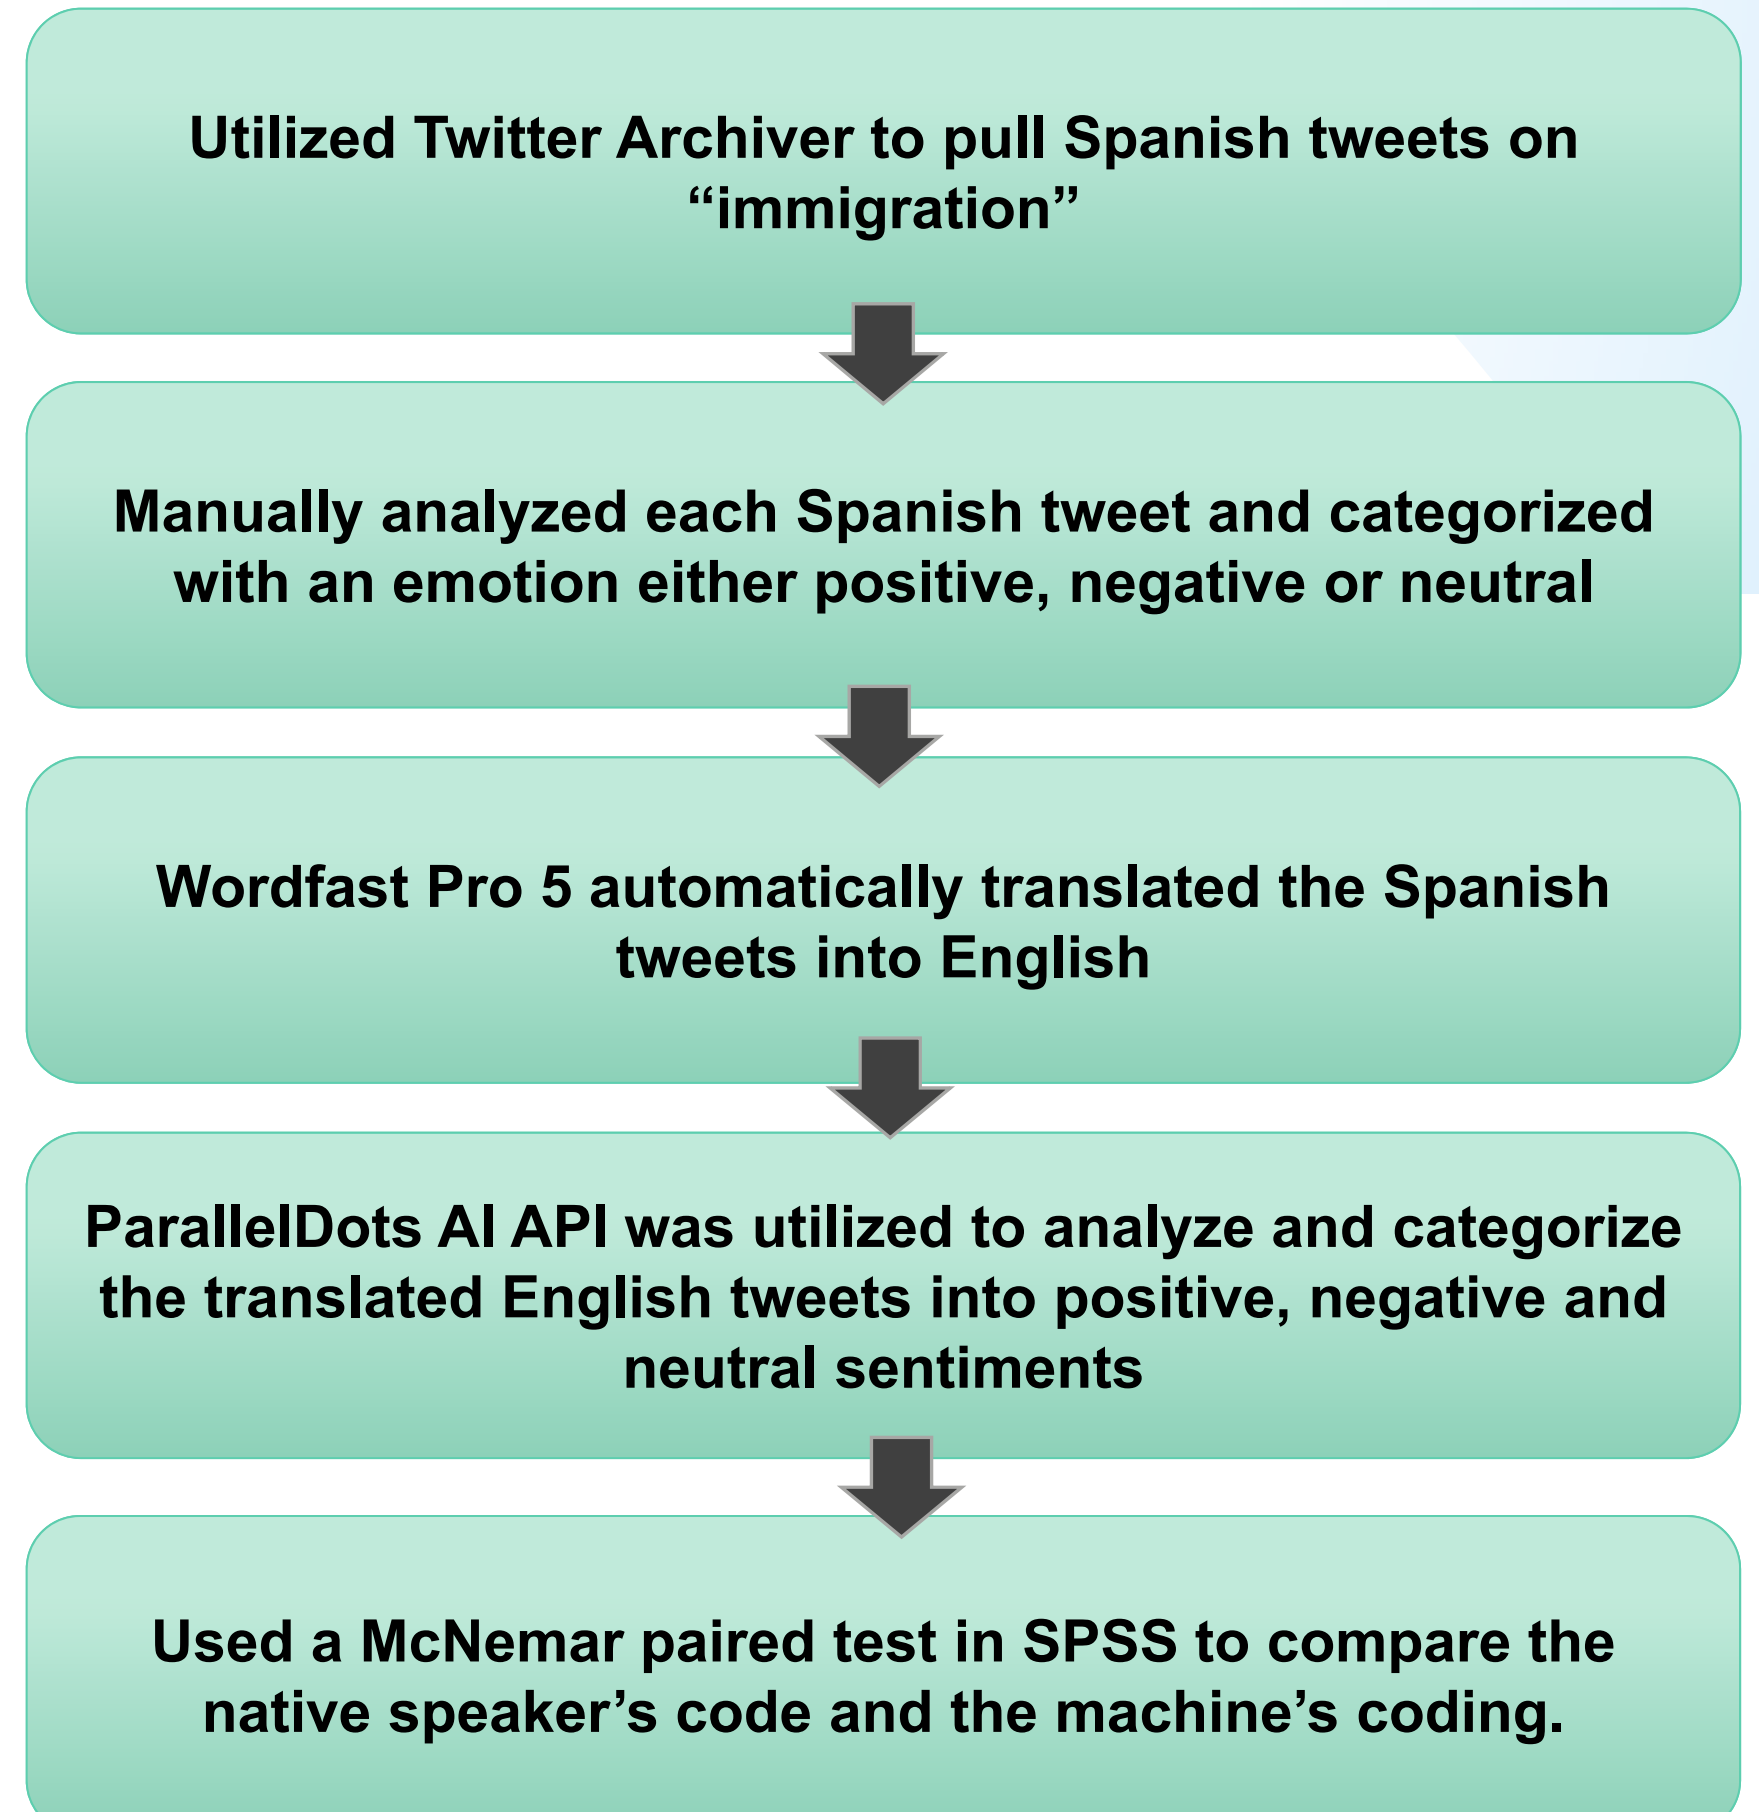 Utilized Twitter Archiver to pull Spanish tweets on
“immigration”
Manually analyzed each Spanish tweet and categorized
with an emotion either positive, negative or neutral
Wordfast Pro 5 automatically translated the Spanish
tweets into English
ParallelDots AI API was utilized to analyze and categorize
the translated English tweets into positive, negative and
neutral sentiments
Used a McNemar paired test in SPSS to compare the
native speaker’s code and the machine’s coding.